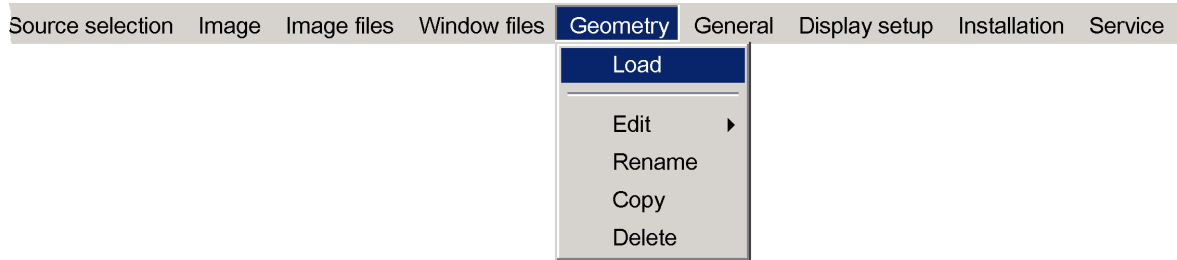 Source selection Image Image files Window files Geometry General Display setup Installation Service
Load
Edit
Rename
Copy
Delete